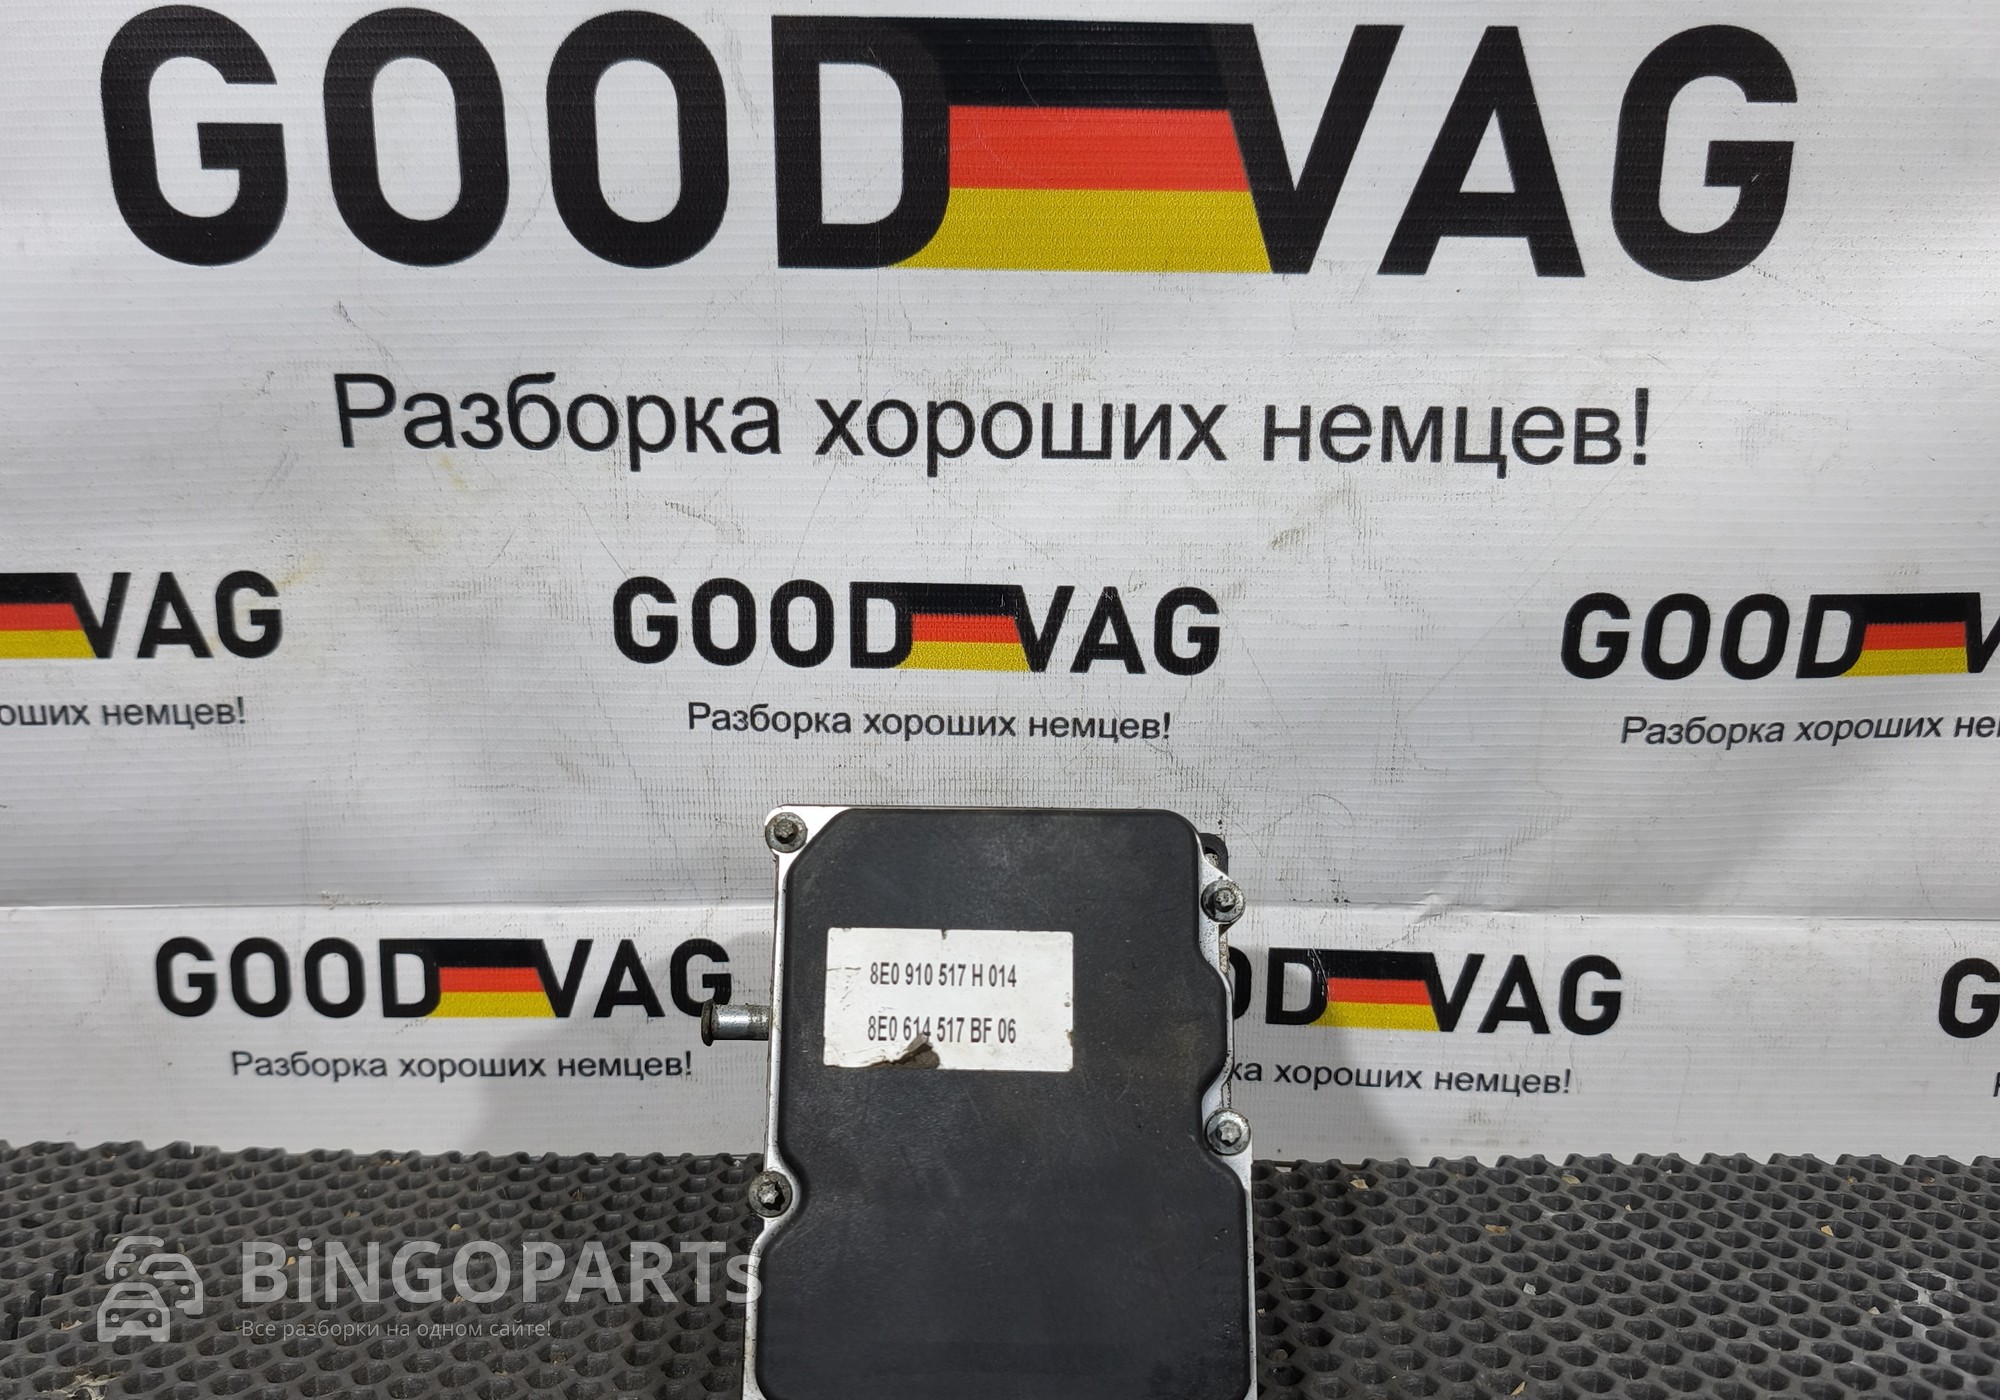 GOOD VAG
Разборка хороших немцев!
VAG
GOOD VAG
GOOD V
оших немцев!
Разборка хороших немцев!
Разборка хороших не
GOOD VAG
8E0 910 517 H 014
8E0 614 517 BF 06
D VAG
G
Разборка хороших немцев!
ка хороших немцев!
BiNGOPARTs
Все разборки на одном сайте!